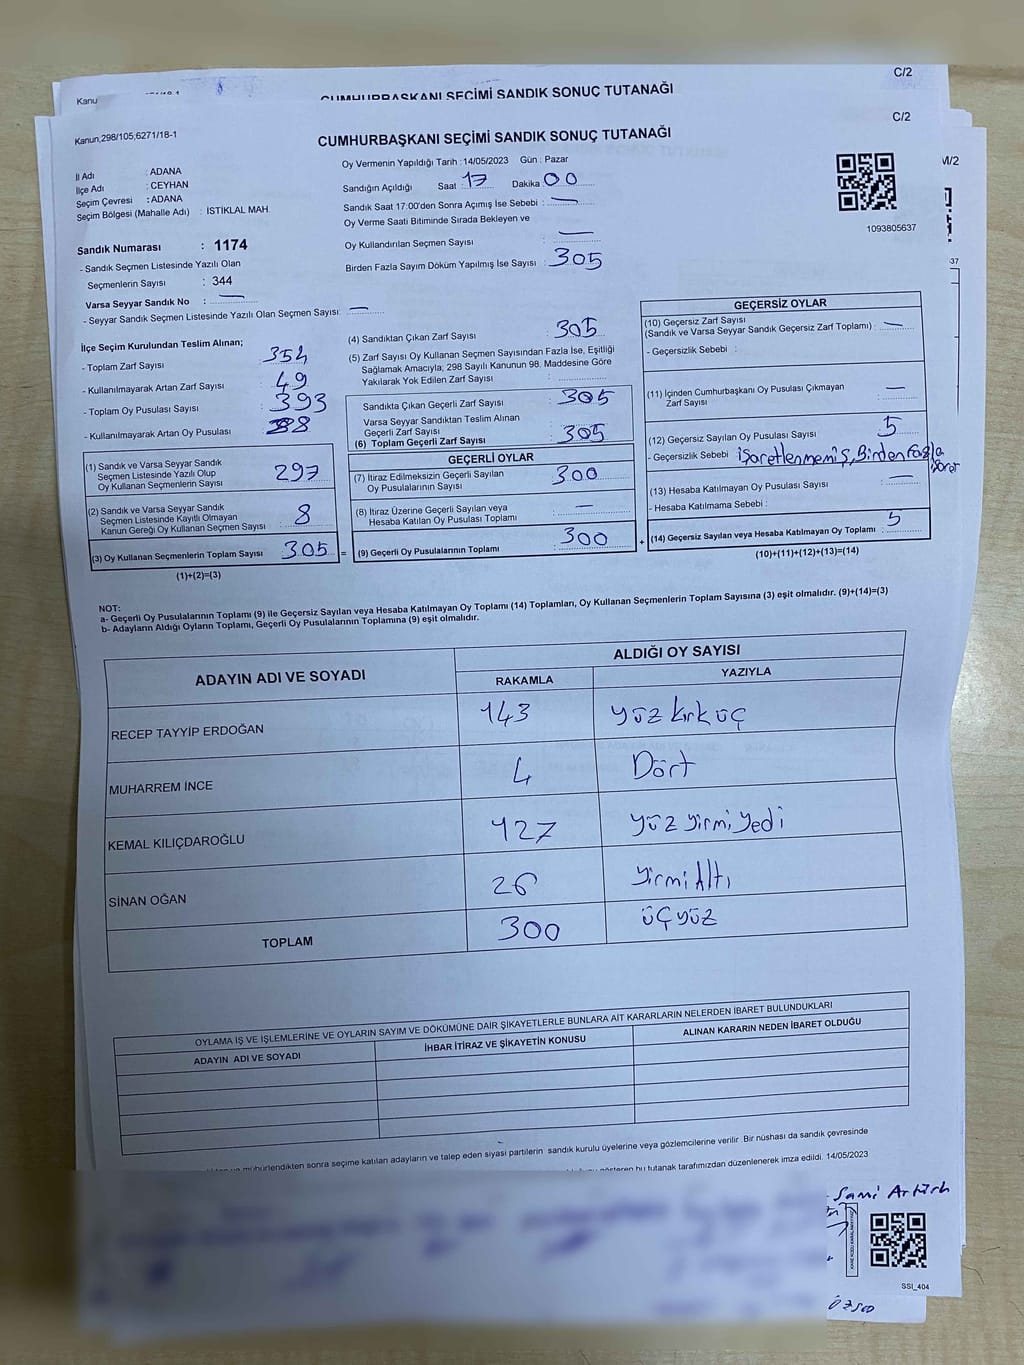 Kanu
CUMHURBAŞKANI SEÇİMİ SANDIK SONUÇ TUTANAĞI
C/2
Kanun,298/105,6271/18-1
CUMHURBAŞKANI SEÇİMİ SANDIK SONUÇ TUTANAĞI
C/2
M/2
İl Adı : ADANA
İlçe Adı : CEYHAN
Seçim Çevresi : ADANA
Seçim Bölgesi (Mahalle Adı) : İSTİKLAL MAH.
Sandık Numarası : 1174
- Sandık Seçmen Listesinde Yazılı Olan
Seçmenlerin Sayısı : 344
Varsa Seyyar Sandık No : —
- Seyyar Sandık Seçmen Listesinde Yazılı Olan Seçmen Sayısı: —
Oy Vermenin Yapıldığı Tarih : 14/05/2023 Gün : Pazar
Sandığın Açıldığı Saat : 17 Dakika : 00
Sandık Saat 17:00'den Sonra Açımış İse Sebebi : —
Oy Verme Saati Bitiminde Sırada Bekleyen ve
Oy Kullandırılan Seçmen Sayısı : —
Birden Fazla Sayım Döküm Yapılmış İse Sayısı : 305
1093805637
37
İlçe Seçim Kurulundan Teslim Alınan;
- Toplam Zarf Sayısı : 354
- Kullanılmayarak Artan Zarf Sayısı : 49
- Toplam Oy Pusulası Sayısı : 393
- Kullanılmayarak Artan Oy Pusulası : 88
(1) Sandık ve Varsa Seyyar Sandık
Seçmen Listesinde Yazılı Olup
Oy Kullanan Seçmenlerin Sayısı : 297
(2) Sandık ve Varsa Seyyar Sandık
Seçmen Listesinde Kayıtlı Olmayan
Kanun Gereği Oy Kullanan Seçmen Sayısı : 8
(3) Oy Kullanan Seçmenlerin Toplam Sayısı : 305 =
(1)+(2)=(3)
(4) Sandıktan Çıkan Zarf Sayısı : 305
(5) Zarf Sayısı Oy Kullanan Seçmen Sayısından Fazla İse, Eşitliği
Sağlamak Amacıyla; 298 Sayılı Kanunun 98. Maddesine Göre
Yakılarak Yok Edilen Zarf Sayısı :
Sandıkta Çıkan Geçerli Zarf Sayısı : 305
Varsa Seyyar Sandıktan Teslim Alınan
Geçerli Zarf Sayısı :
(6) Toplam Geçerli Zarf Sayısı : 305
GEÇERLİ OYLAR
(7) İtiraz Edilmeksizin Geçerli Sayılan
Oy Pusulalarının Sayısı : 300
(8) İtiraz Üzerine Geçerli Sayılan veya
Hesaba Katılan Oy Pusulası Toplamı : —
(9) Geçerli Oy Pusulalarının Toplamı : 300 +
GEÇERSİZ OYLAR
(10) Geçersiz Zarf Sayısı
(Sandık ve Varsa Seyyar Sandık Geçersiz Zarf Toplamı) : —
- Geçersizlik Sebebi :
(11) İçinden Cumhurbaşkanı Oy Pusulası Çıkmayan
Zarf Sayısı : —
(12) Geçersiz Sayılan Oy Pusulası Sayısı : 5
- Geçersizlik Sebebi : işaretlenmemiş, Birden fazla
işaret
(13) Hesaba Katılmayan Oy Pusulası Sayısı : —
- Hesaba Katılmama Sebebi :
(14) Geçersiz Sayılan veya Hesaba Katılmayan Oy Toplamı : 5
(10)+(11)+(12)+(13)=(14)
NOT:
a- Geçerli Oy Pusulalarının Toplamı (9) ile Geçersiz Sayılan veya Hesaba Katılmayan Oy Toplamı (14) Toplamları, Oy Kullanan Seçmenlerin Toplam Sayısına (3) eşit olmalıdır. (9)+(14)=(3)
b- Adayların Aldığı Oyların Toplamı, Geçerli Oy Pusulalarının Toplamına (9) eşit olmalıdır.
ADAYIN ADI VE SOYADI ALDIĞI OY SAYISI
RAKAMLA YAZIYLA
RECEP TAYYİP ERDOĞAN 143 yüz kırk üç
MUHARREM İNCE 4 Dört
KEMAL KILIÇDAROĞLU 127 yüz yirmi yedi
SİNAN OĞAN 26 yirmi Altı
TOPLAM 300 üçyüz
OYLAMA İŞ VE İŞLEMLERİNE VE OYLARIN SAYIM VE DÖKÜMÜNE DAİR ŞİKAYETLERLE BUNLARA AİT KARARLARIN NELERDEN İBARET BULUNDUKLARI
ADAYIN ADI VE SOYADI İHBAR İTİRAZ VE ŞİKAYETİN KONUSU ALINAN KARARIN NEDEN İBARET OLDUĞU
mühürlendikten sonra seçime katılan adayların ve talep eden siyasi partilerin sandık kurulu üyelerine veya gözlemcilerine verilir Bir nüshası da sandık çevresinde
gösteren bu tutanak tarafımızdan düzenlenerek imza edildi. 14/05/2023
Sami Artürk
SSI_404